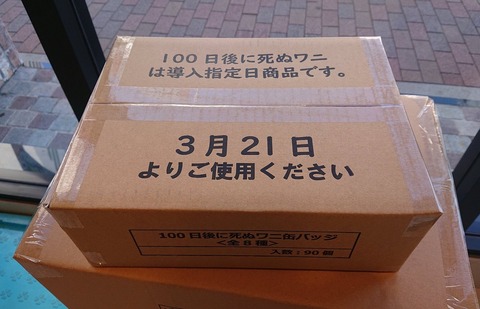 100日後に死ぬワニ
は導入指定日商品です。
3月21日
よりご使用ください
100日後に死ぬワニ缶バッジ
<全8種>
入数:90個